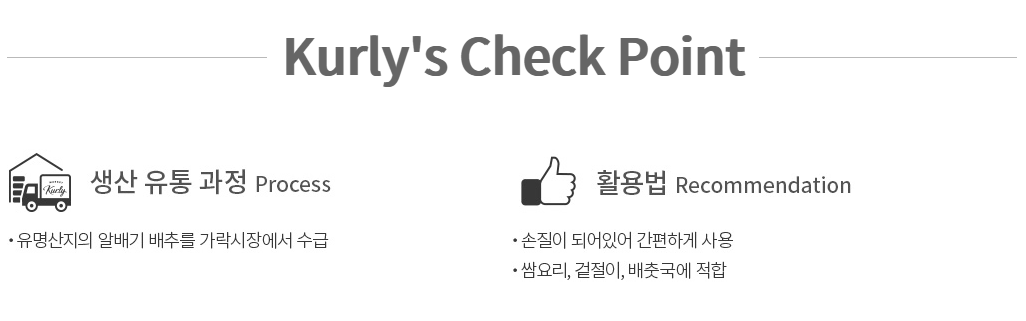 Kurly's Check Point
Kurly
생산 유통 과정 Process
• 유명산지의 알배기 배추를 가락시장에서 수급
활용법 Recommendation
• 손질이 되어있어 간편하게 사용
• 쌈요리, 겉절이, 배춧국에 적합